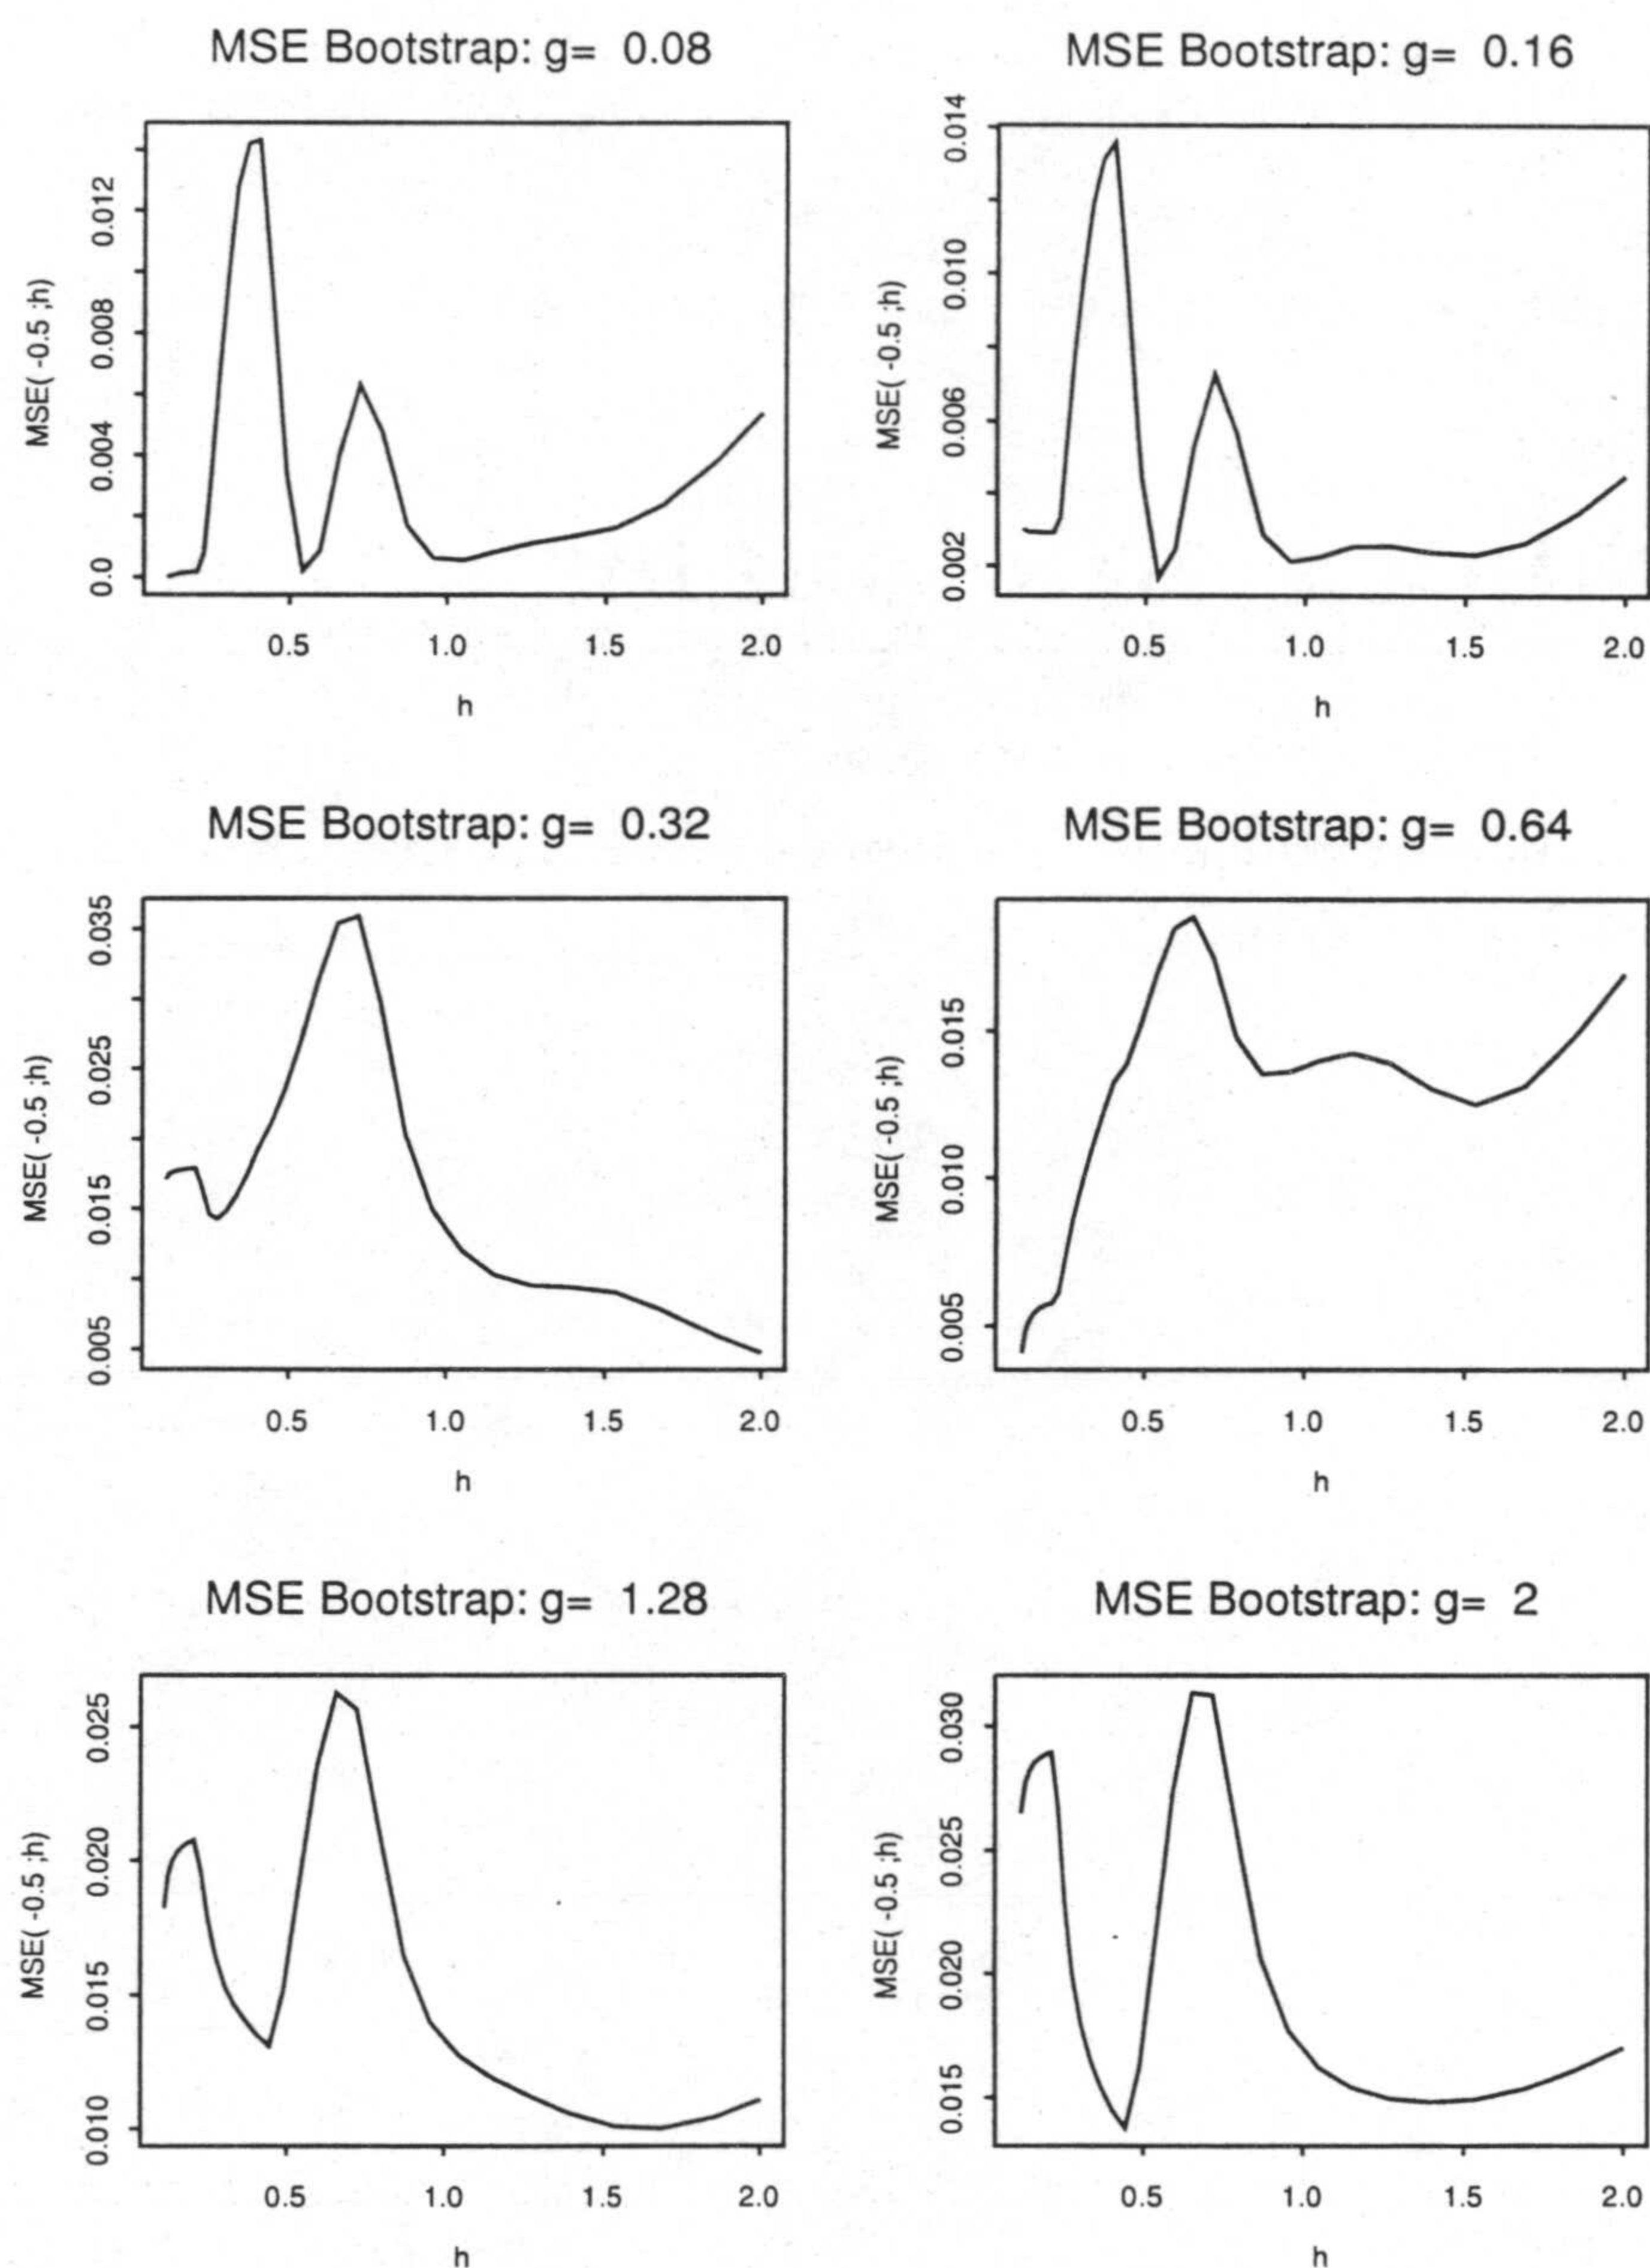 MSE Bootstrap: g= 0.08
MSE( -0.5 ;h)
0.012
0.008
0.004
0.0
0.5 1.0 1.5 2.0
h
MSE Bootstrap: g= 0.16
MSE( -0.5 ;h)
0.014
0.010
0.006
0.002
0.5 1.0 1.5 2.0
h
MSE Bootstrap: g= 0.32
MSE( -0.5 ;h)
0.035
0.025
0.015
0.005
0.5 1.0 1.5 2.0
h
MSE Bootstrap: g= 0.64
MSE( -0.5 ;h)
0.015
0.010
0.005
0.5 1.0 1.5 2.0
h
MSE Bootstrap: g= 1.28
MSE( -0.5 ;h)
0.025
0.020
0.015
0.010
0.5 1.0 1.5 2.0
h
MSE Bootstrap: g= 2
MSE( -0.5 ;h)
0.030
0.025
0.020
0.015
0.5 1.0 1.5 2.0
h